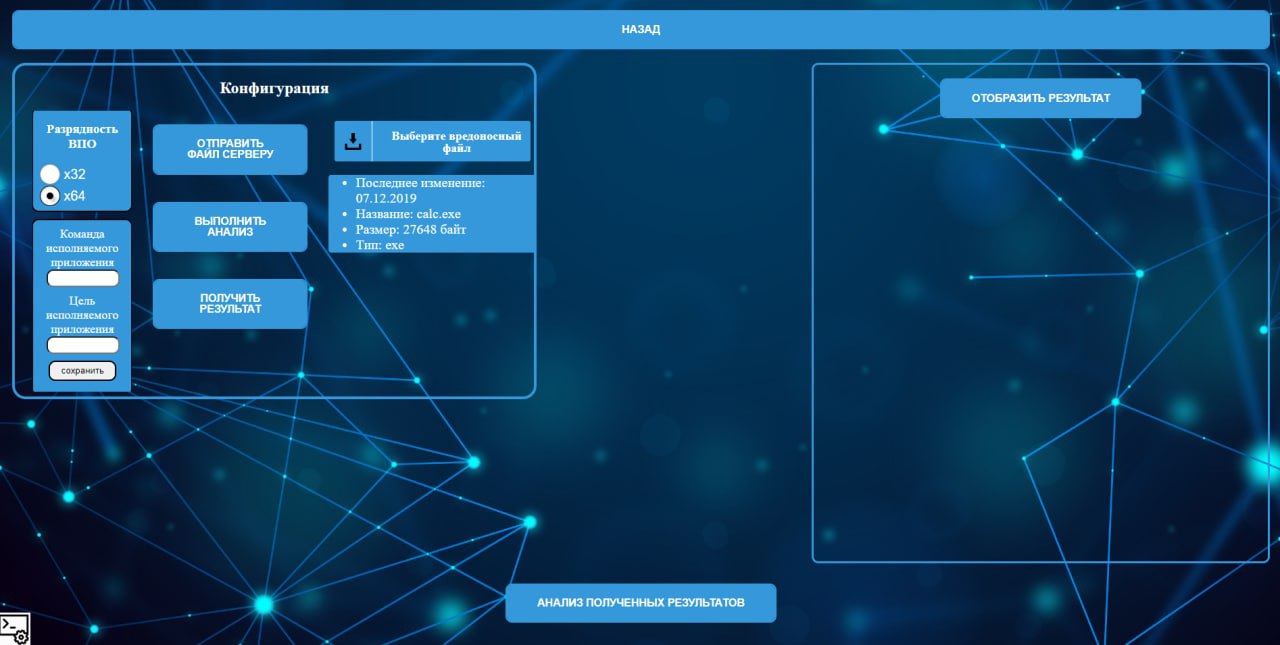 НАЗАД
Конфигурация
Разрядность
ВПО
x32
x64
Команда
исполняемого
приложения
Цель
исполняемого
приложения
сохранить
ОТПРАВИТЬ
ФАЙЛ СЕРВЕРУ
ВЫПОЛНИТЬ
АНАЛИЗ
ПОЛУЧИТЬ
РЕЗУЛЬТАТ
Выберите вредоносный
файл
• Последнее изменение:
07.12.2019
• Название: calc.exe
• Размер: 27648 байт
• Тип: exe
ОТОБРАЗИТЬ РЕЗУЛЬТАТ
АНАЛИЗ ПОЛУЧЕННЫХ РЕЗУЛЬТАТОВ